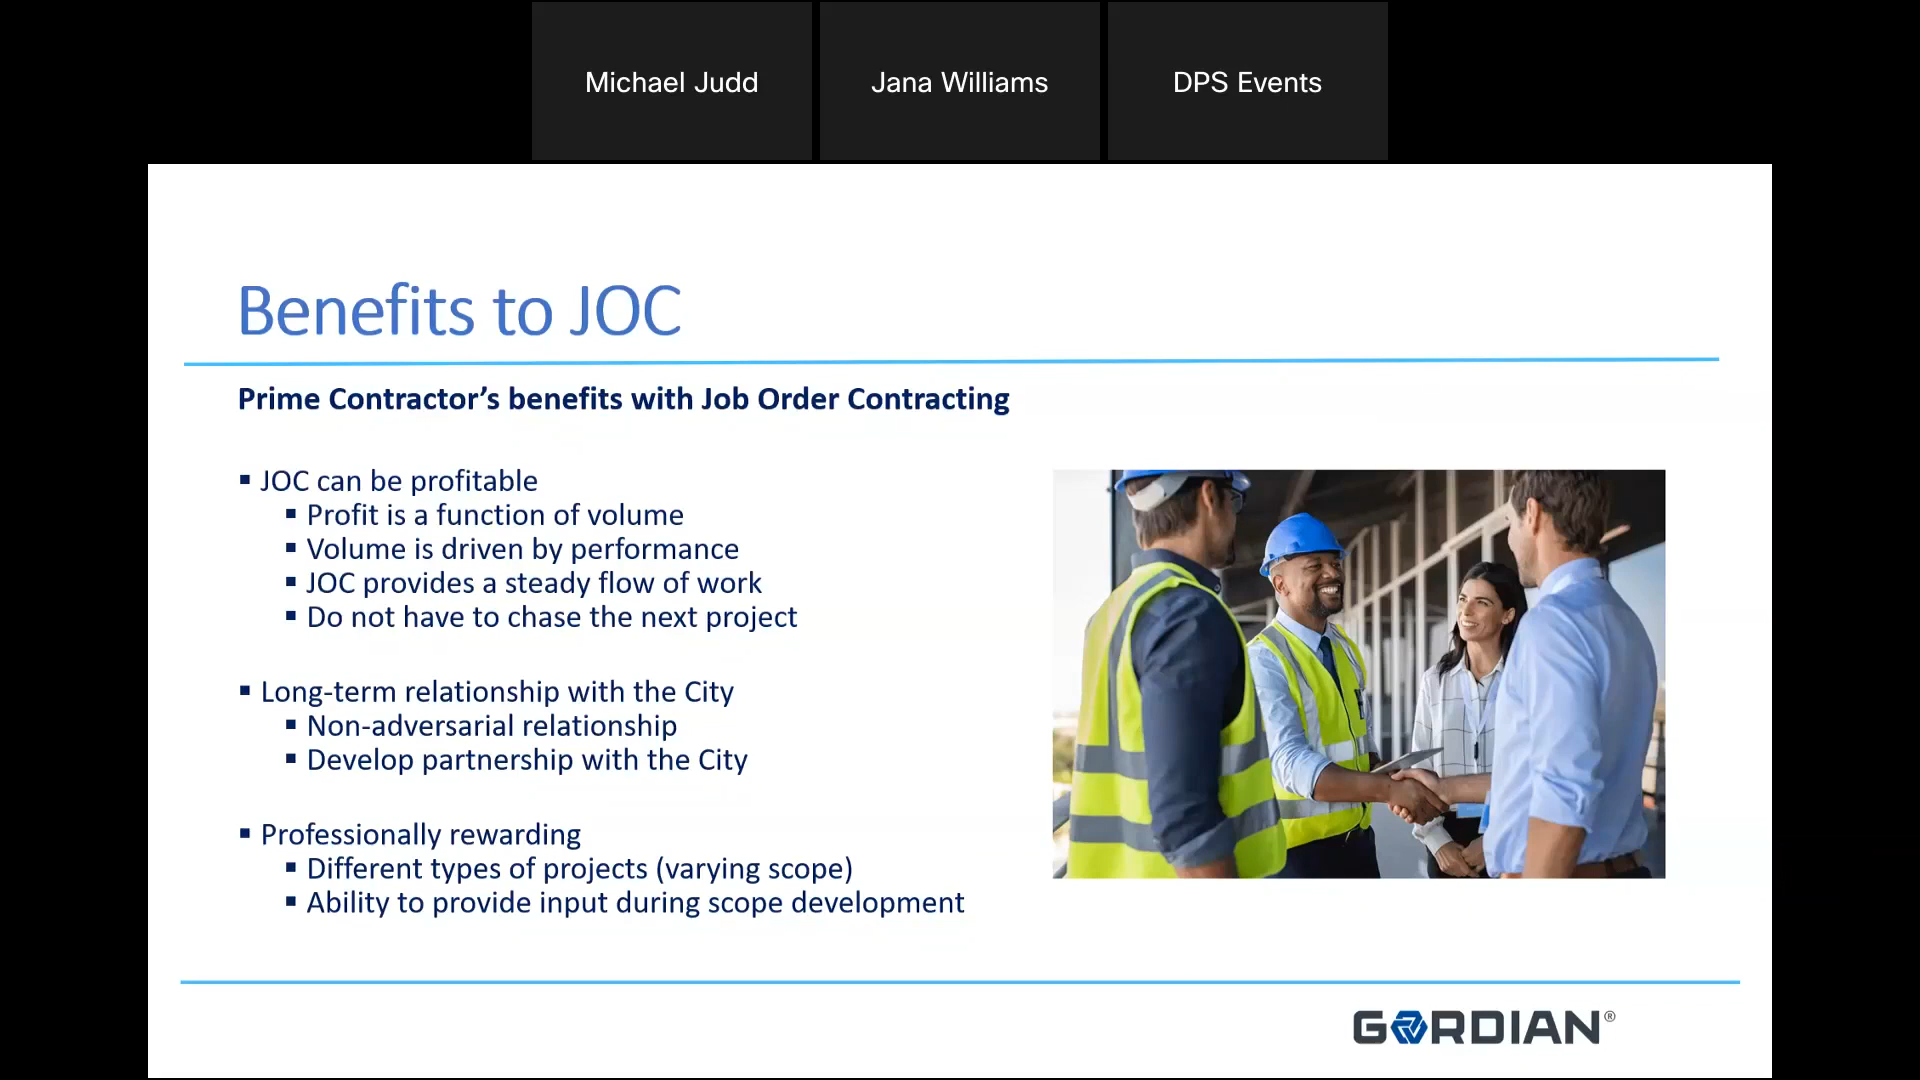 Michael Judd
Jana Williams
DPS Events
Benefits to JOC
Prime Contractor’s benefits with Job Order Contracting
▪ JOC can be profitable
▪ Profit is a function of volume
▪ Volume is driven by performance
▪ JOC provides a steady flow of work
▪ Do not have to chase the next project
▪ Long-term relationship with the City
▪ Non-adversarial relationship
▪ Develop partnership with the City
▪ Professionally rewarding
▪ Different types of projects (varying scope)
▪ Ability to provide input during scope development
GORDIAN®